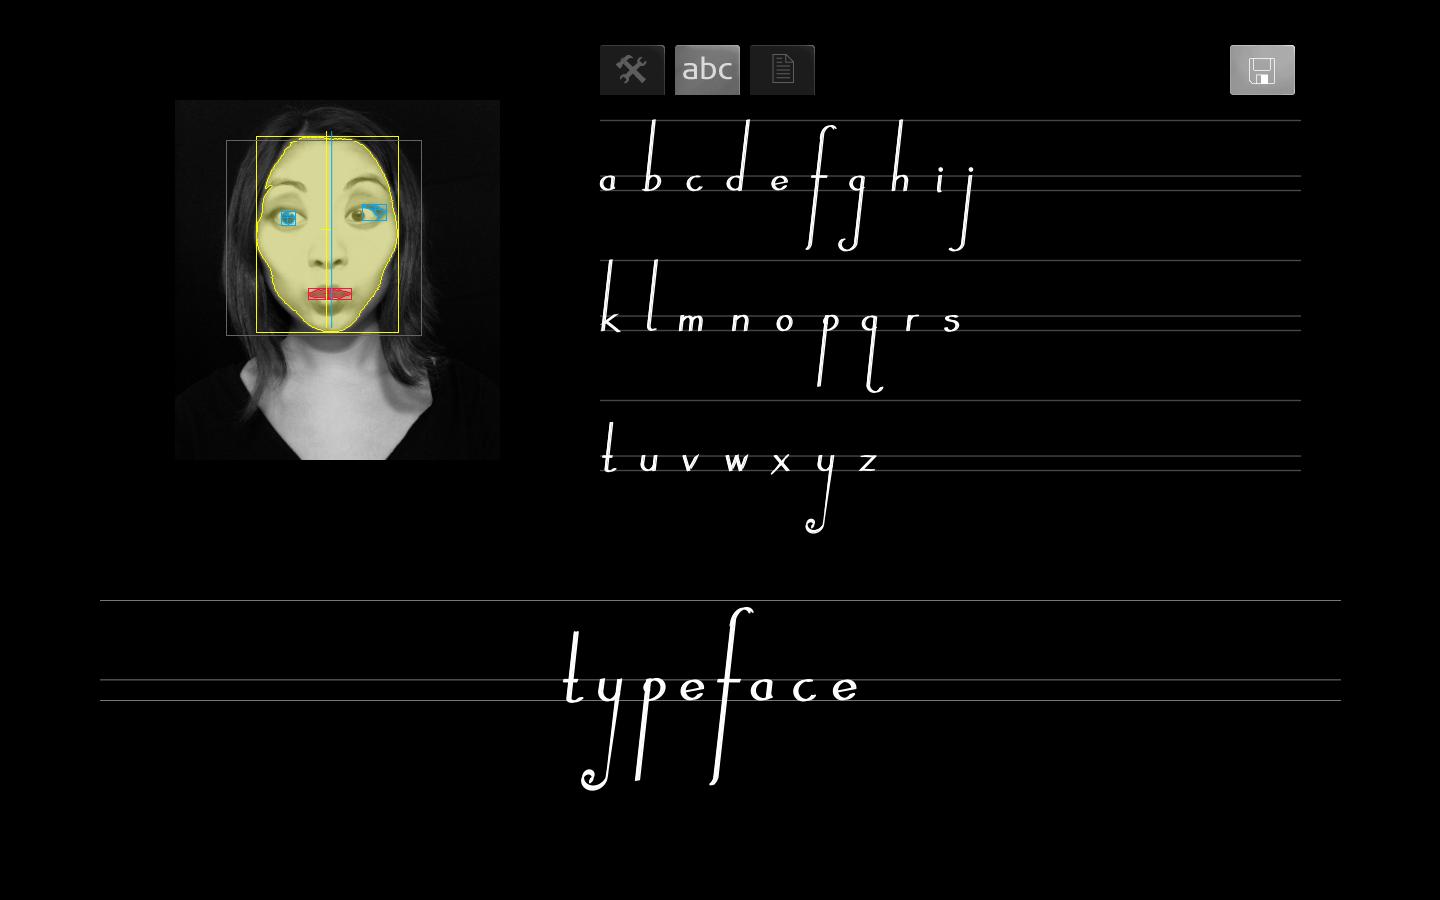 abc
a b c d e f g h i j
k l m n o p q r s
t u v w x y z
typeface